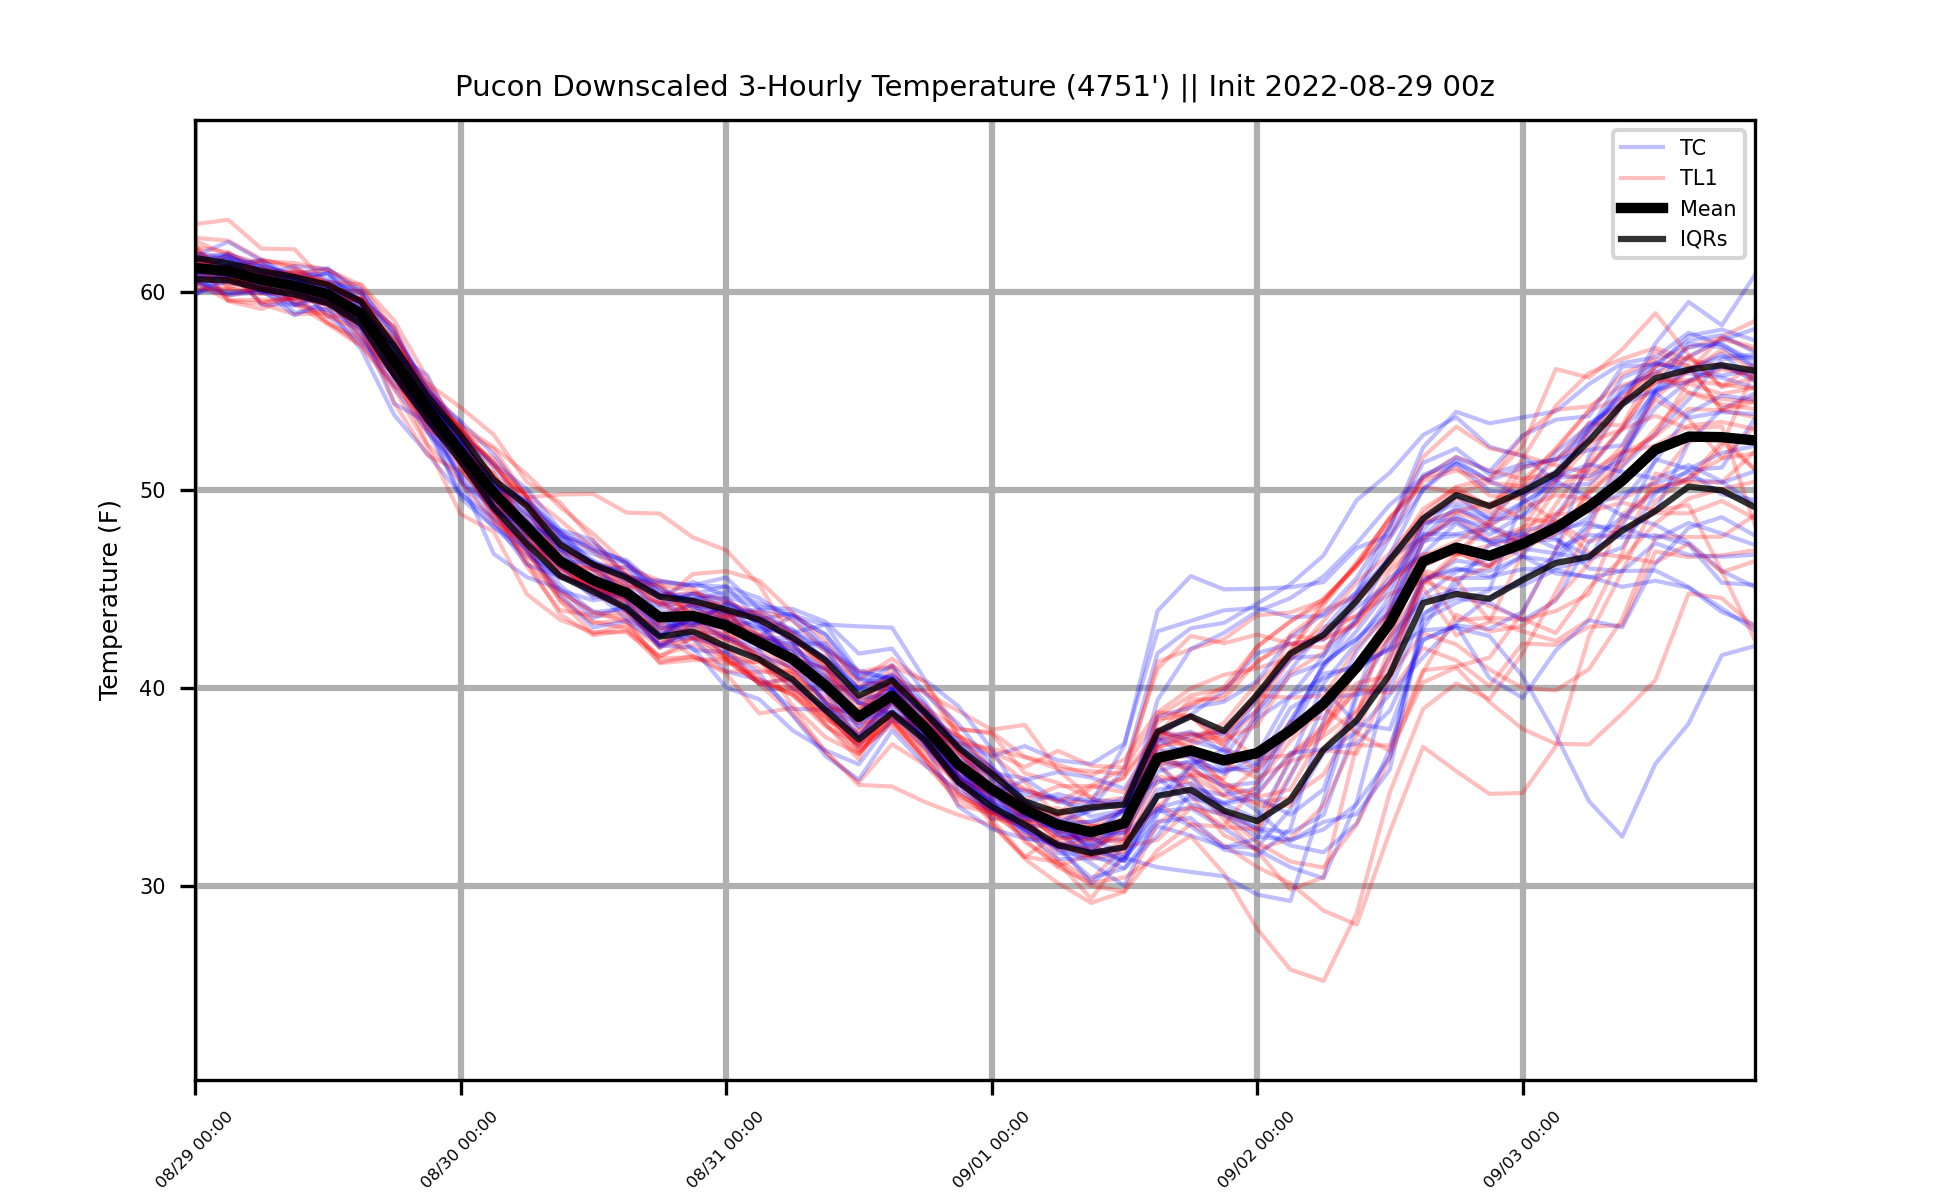 Pucon Downscaled 3-Hourly Temperature (4751') || Init 2022-08-29 00z
TC
TL1
Mean
IQRs
Temperature (F)
60
50
40
30
08/29 00:00
08/30 00:00
08/31 00:00
09/01 00:00
09/02 00:00
09/03 00:00